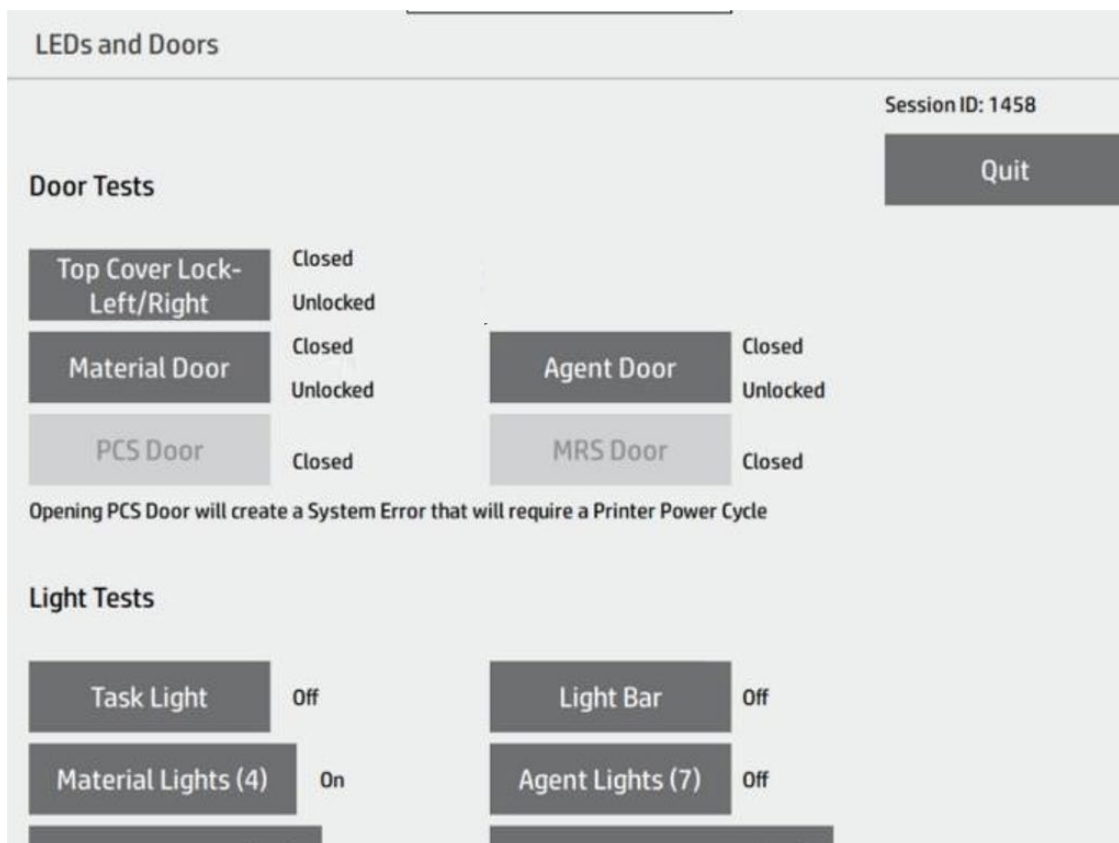 LEDs and Doors
Session ID: 1458
Quit
Door Tests
Top Cover Lock-
Left/Right
Closed
Unlocked
Material Door
Closed
Unlocked
Agent Door
Closed
Unlocked
PCS Door
Closed
MRS Door
Closed
Opening PCS Door will create a System Error that will require a Printer Power Cycle
Light Tests
Task Light
Off
Light Bar
Off
Material Lights (4)
On
Agent Lights (7)
Off